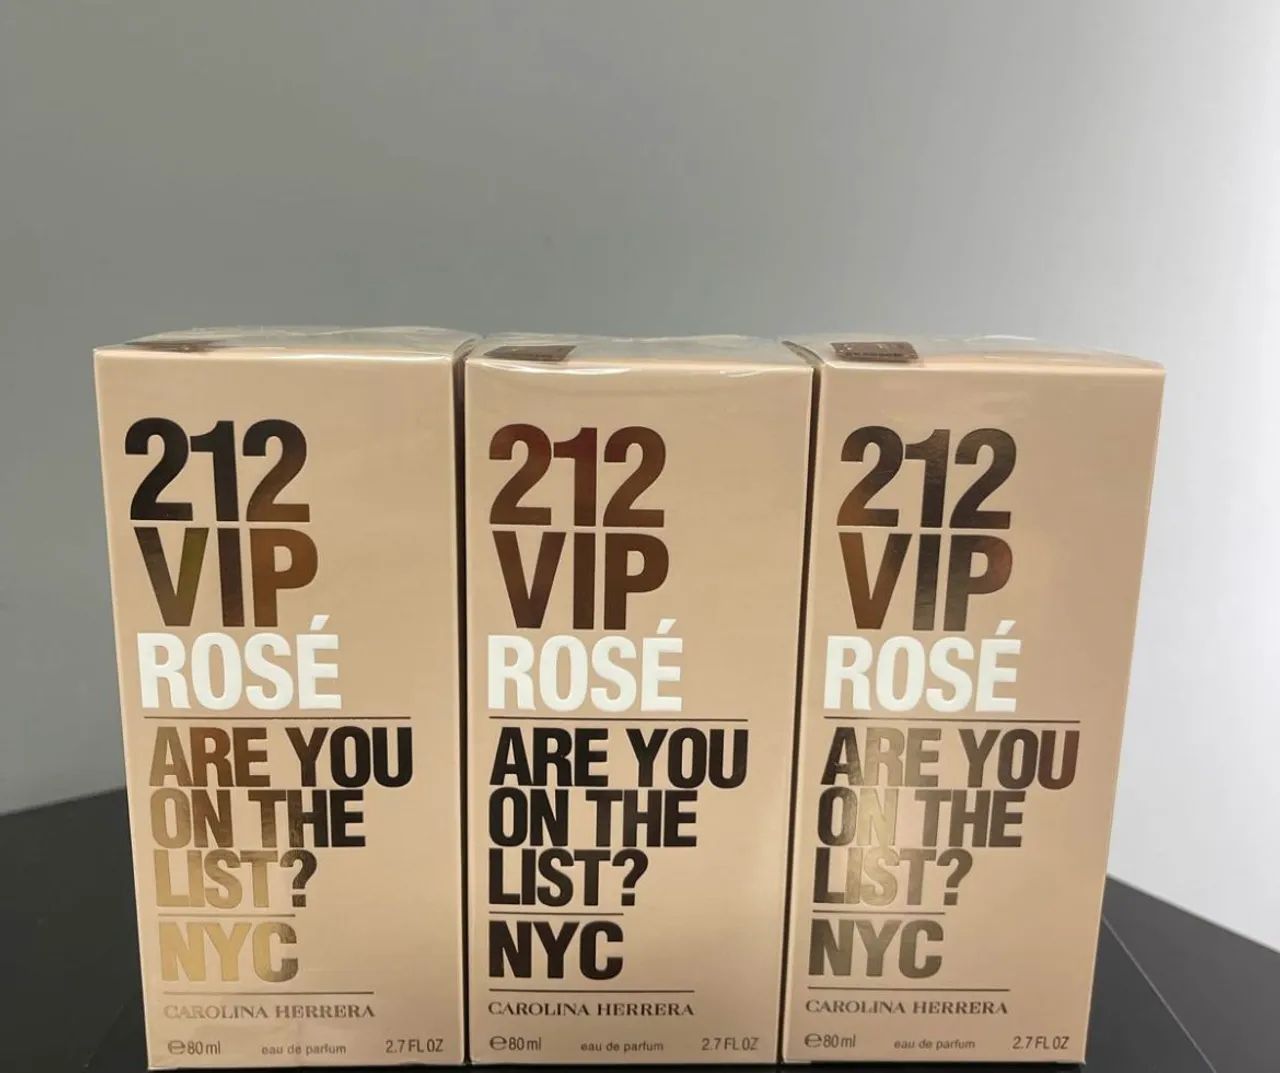 212
VIP
ROSÉ
ARE YOU
ON THE
LIST?
NYC
CAROLINA HERRERA
℮80ml eau de parfum 2.7 FL OZ
212
VIP
ROSÉ
ARE YOU
ON THE
LIST?
NYC
CAROLINA HERRERA
℮80ml eau de parfum 2.7 FL OZ
212
VIP
ROSÉ
ARE YOU
ON THE
LIST?
NYC
CAROLINA HERRERA
℮80ml eau de parfum 2.7 FL OZ